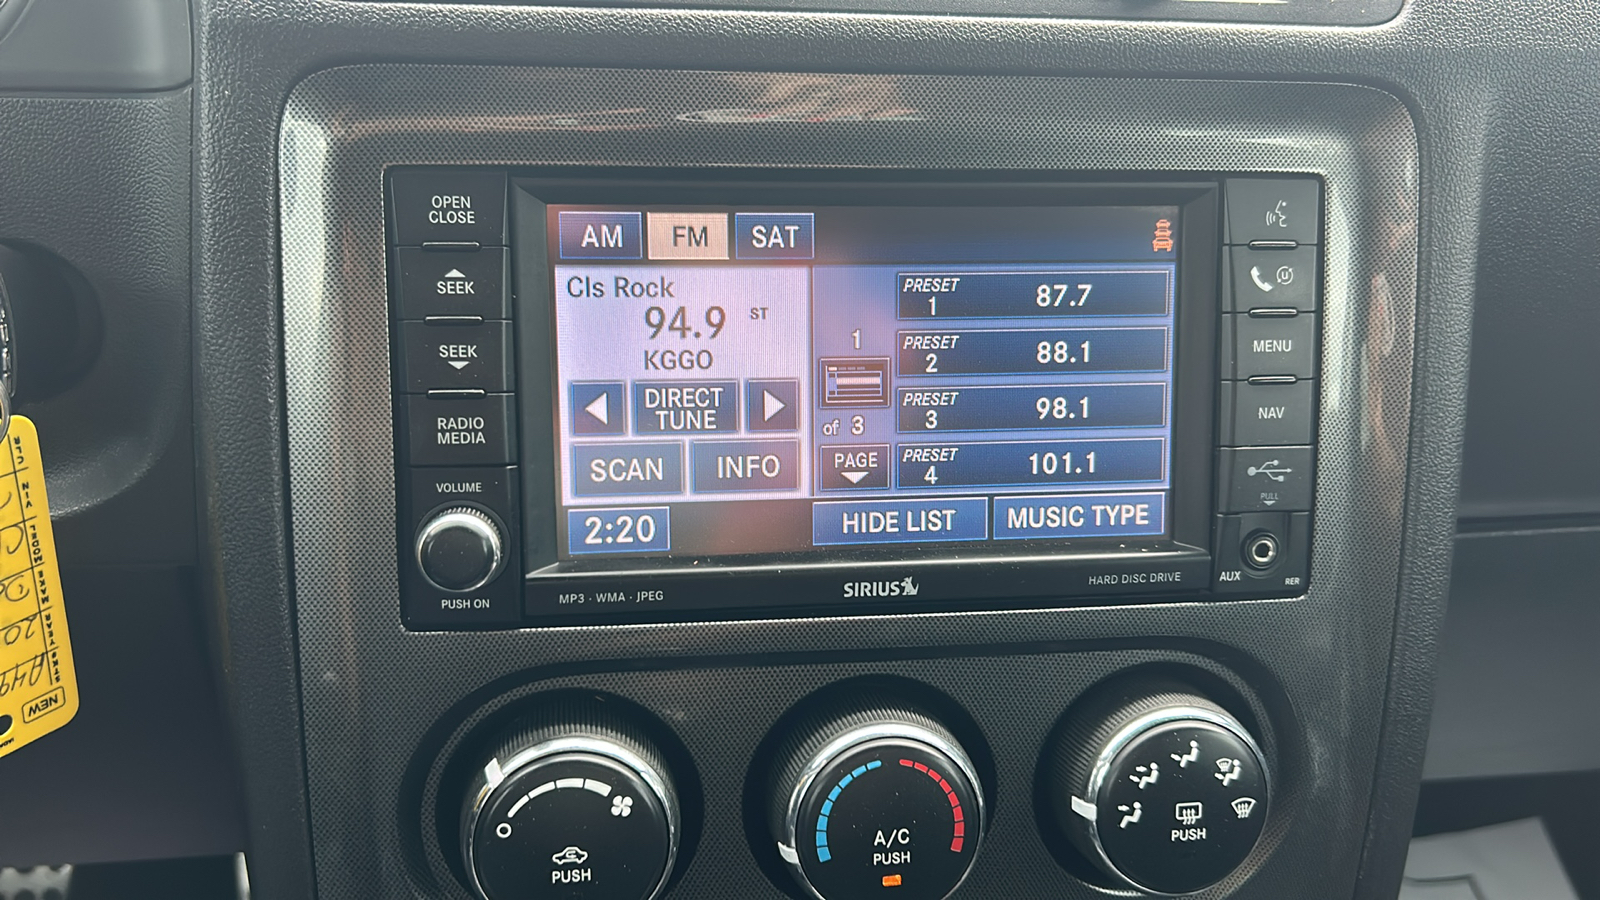 OPEN
CLOSE
SEEK
SEEK
RADIO
MEDIA
VOLUME
PUSH ON
AM
FM
SAT
Cls Rock
94.9 ST
KGGO
DIRECT
TUNE
SCAN
INFO
2:20
1
of 3
PAGE
PRESET
1
87.7
PRESET
2
88.1
PRESET
3
98.1
PRESET
4
101.1
HIDE LIST
MUSIC TYPE
MP3 · WMA · JPEG
SIRIUS
HARD DISC DRIVE
MENU
NAV
PULL
AUX
RER
PUSH
A/C
PUSH
PUSH
NEW